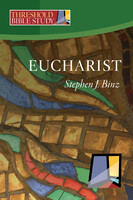 THRESHOLD
BIBLE STUDY
EUCHARIST
Stephen J. Binz